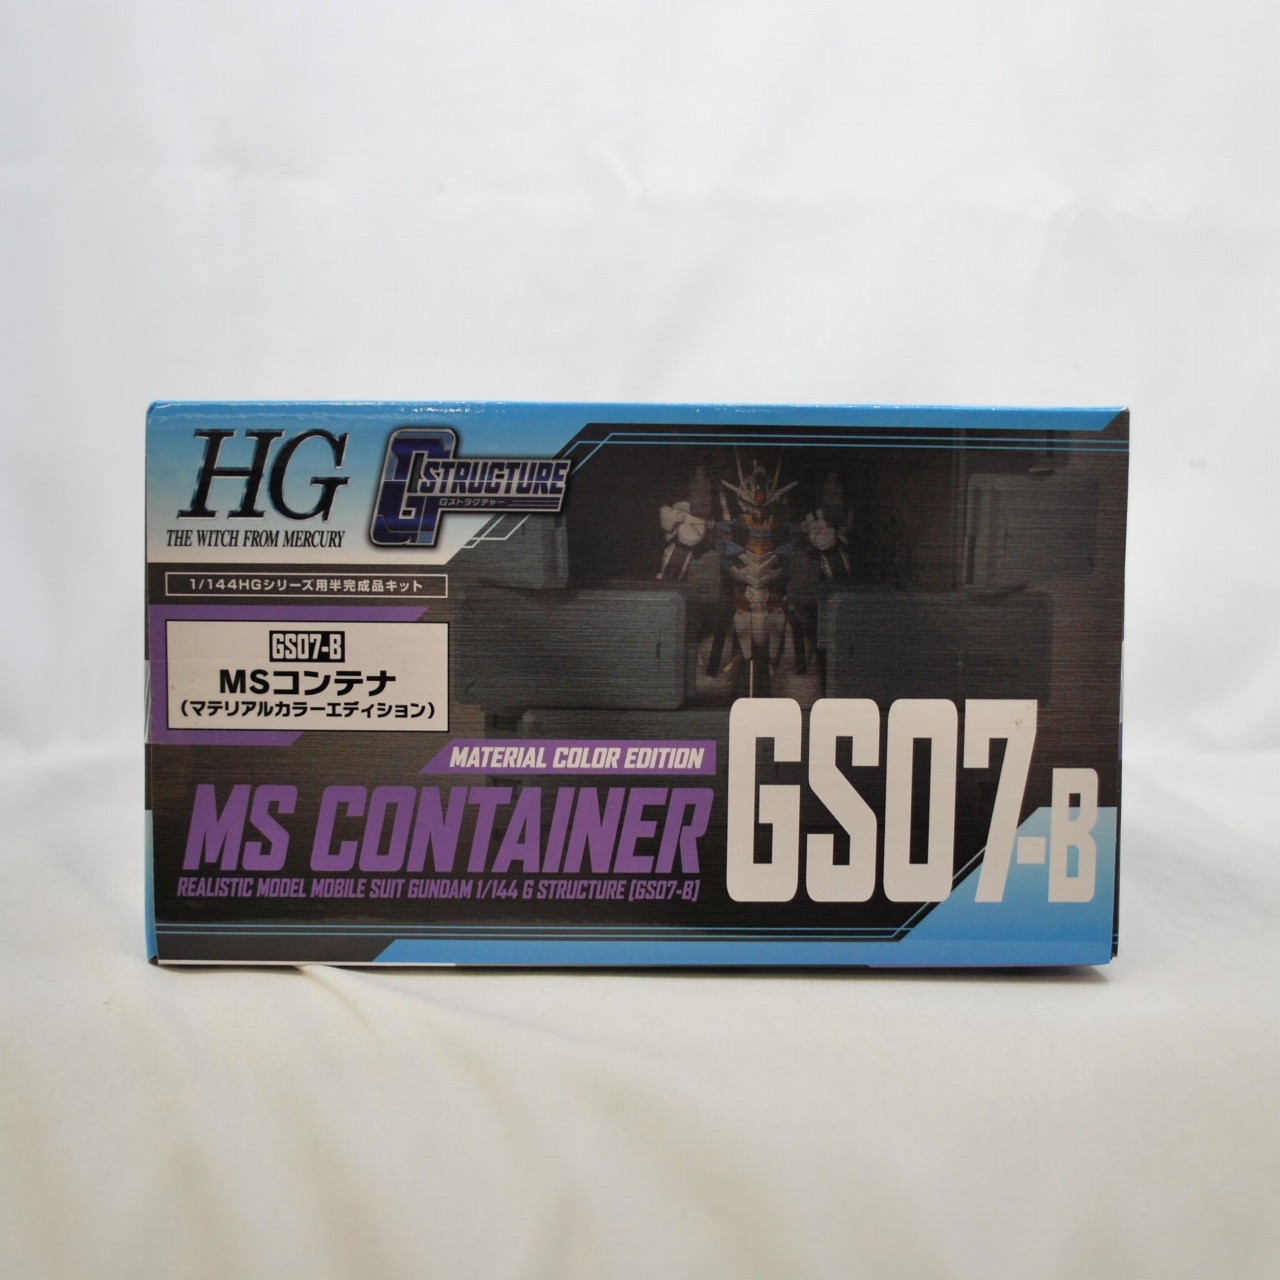 HG
THE WITCH FROM MERCURY
G STRUCTURE
Gストラクチャー
1/144HGシリーズ用半完成品キット
GS07-B
MSコンテナ
(マテリアルカラーエディション)
MATERIAL COLOR EDITION
MS CONTAINER
REALISTIC MODEL MOBILE SUIT GUNDAM 1/144 G STRUCTURE [GS07-B]
GS07-B